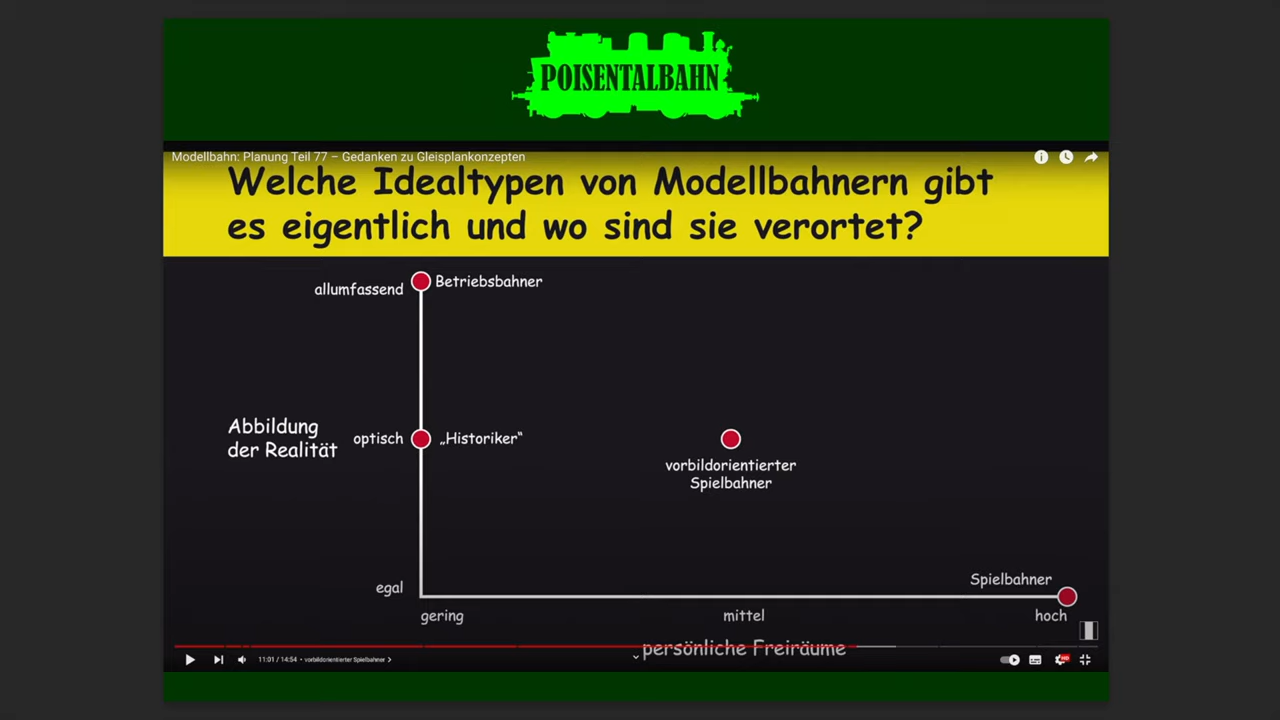 POISENTALBAHN
Modellbahn: Planung Teil 77 – Gedanken zu Gleisplankonzepten
Welche Idealtypen von Modellbahnern gibt
es eigentlich und wo sind sie verortet?
allumfassend
Betriebsbahner
Abbildung
der Realität
optisch
„Historiker“
vorbildorientierter
Spielbahner
egal
Spielbahner
gering
mittel
hoch
persönliche Freiräume
11:01 / 14:54 • vorbildorientierter Spielbahner
HD